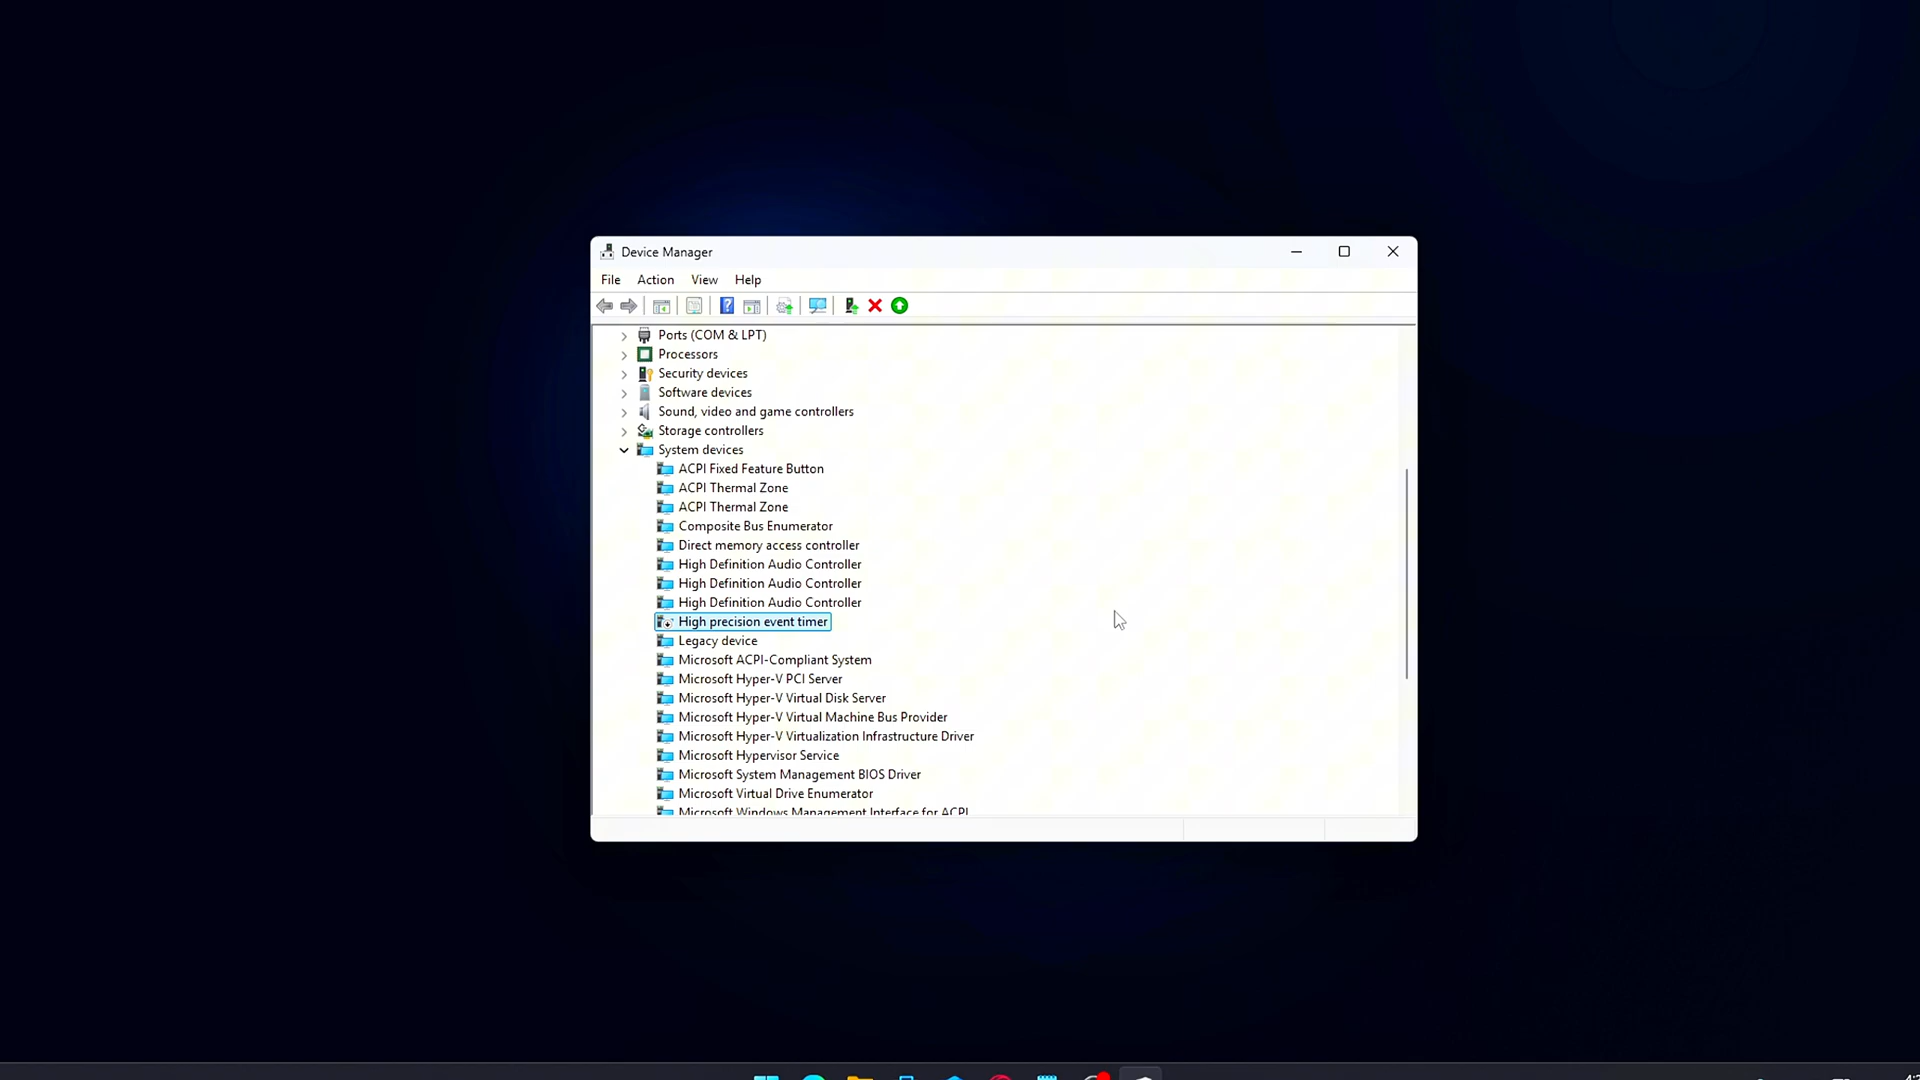 Device Manager
File Action View Help
Ports (COM & LPT)
Processors
Security devices
Software devices
Sound, video and game controllers
Storage controllers
System devices
ACPI Fixed Feature Button
ACPI Thermal Zone
ACPI Thermal Zone
Composite Bus Enumerator
Direct memory access controller
High Definition Audio Controller
High Definition Audio Controller
High Definition Audio Controller
High precision event timer
Legacy device
Microsoft ACPI-Compliant System
Microsoft Hyper-V PCI Server
Microsoft Hyper-V Virtual Disk Server
Microsoft Hyper-V Virtual Machine Bus Provider
Microsoft Hyper-V Virtualization Infrastructure Driver
Microsoft Hypervisor Service
Microsoft System Management BIOS Driver
Microsoft Virtual Drive Enumerator
Microsoft Windows Management Interface for ACPI